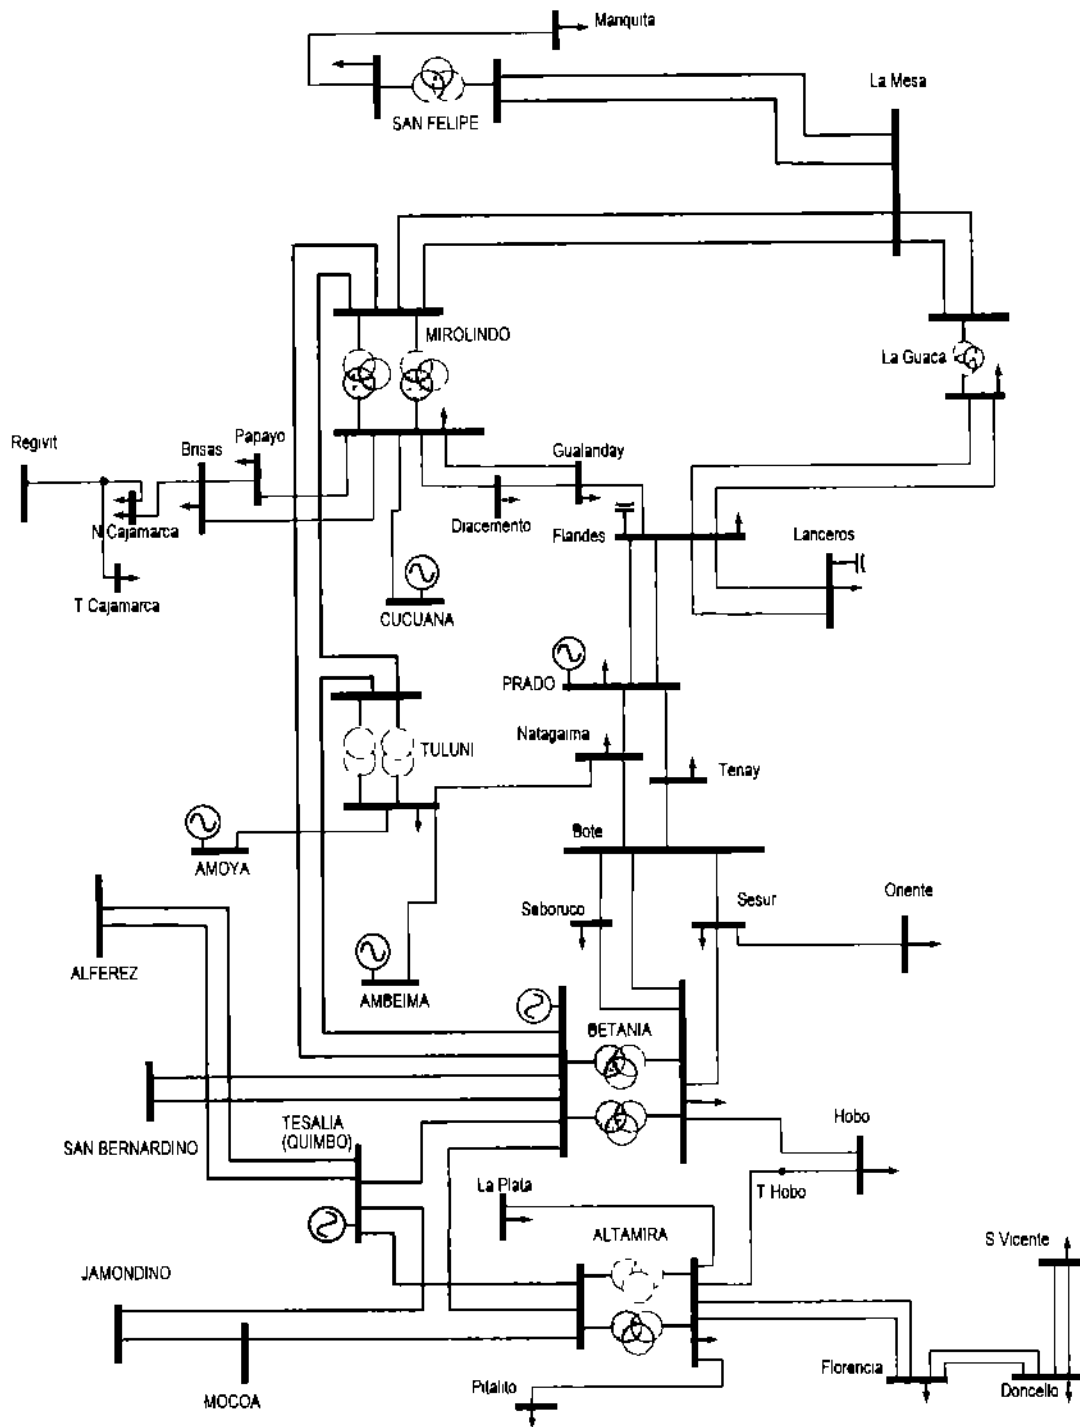 Manquita
La Mesa
SAN FELIPE
MIROLINDO
La Guaca
Regivit
Brisas
Papayo
Gualanday
N Cajamarca
Diacemento
Flandes
Lanceros
T Cajamarca
CUCUANA
PRADO
Natagaima
TULUNI
Tenay
Bote
AMOYA
Saboruco
Sesur
Oriente
ALFEREZ
AMBEIMA
BETANIA
TESALIA
(QUIMBO)
SAN BERNARDINO
Hobo
La Plata
T Hobo
ALTAMIRA
S Vicente
JAMONDINO
Florencia
Doncello
Pitalito
MOCOA